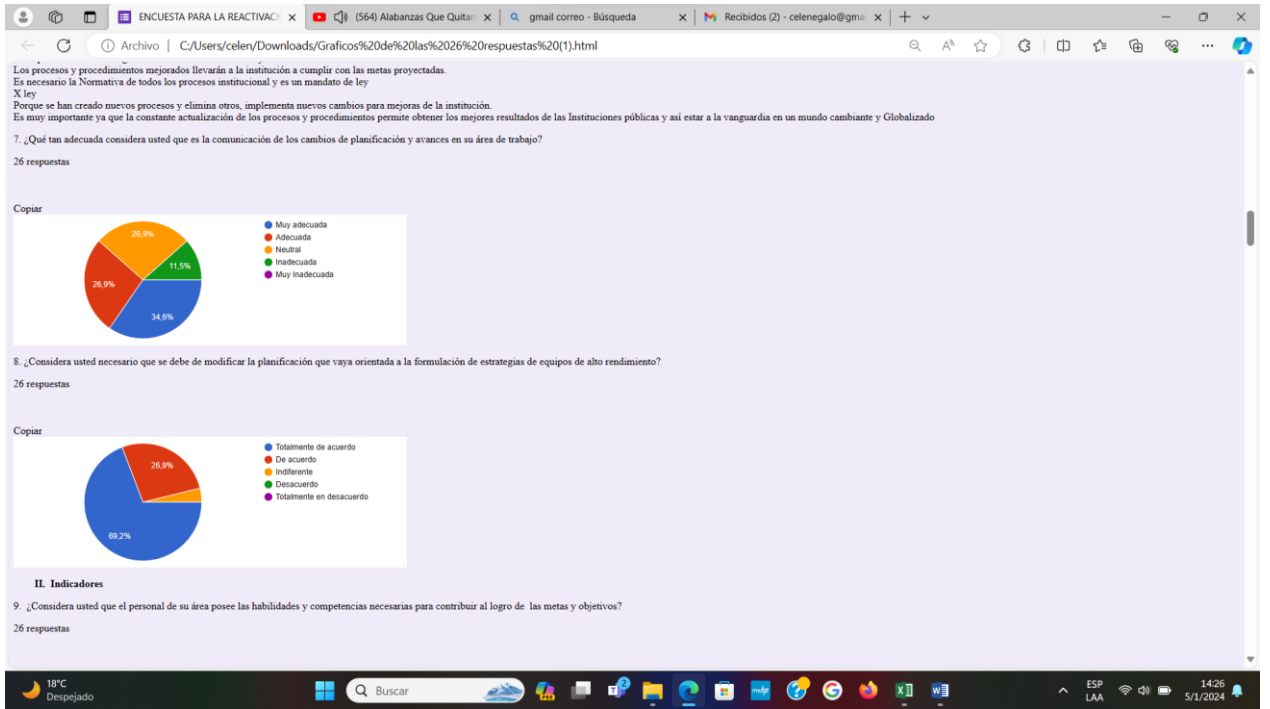 ENCUESTA PARA LA REACTIVACI
(564) Alabanzas Que Quitar
gmail correo - Búsqueda
Recibidos (2) - celenegalo@gma
Archivo
C:/Users/celen/Downloads/Graficos%20de%20las%2026%20respuestas%20(1).html
Los procesos y procedimientos mejorados llevarán a la institución a cumplir con las metas proyectadas.
Es necesario la Normativa de todos los procesos institucional y es un mandato de ley
X ley
Porque se han creado nuevos procesos y elimina otros, implementa nuevos cambios para mejoras de la institución.
Es muy importante ya que la constante actualización de los procesos y procedimientos permite obtener los mejores resultados de las Instituciones públicas y así estar a la vanguardia en un mundo cambiante y Globalizado
7. ¿Qué tan adecuada considera usted que es la comunicación de los cambios de planificación y avances en su área de trabajo?
26 respuestas
Copiar
26,9%
11,5%
26,9%
34,6%
Muy adecuada
Adecuada
Neutral
Inadecuada
Muy Inadecuada
8. ¿Considera usted necesario que se debe de modificar la planificación que vaya orientada a la formulación de estrategias de equipos de alto rendimiento?
26 respuestas
Copiar
26,9%
69,2%
Totalmente de acuerdo
De acuerdo
Indiferente
Desacuerdo
Totalmente en desacuerdo
II. Indicadores
9. ¿Considera usted que el personal de su área posee las habilidades y competencias necesarias para contribuir al logro de las metas y objetivos?
26 respuestas
18°C
Despejado
Buscar
ESP
LAA
14:26
5/1/2024